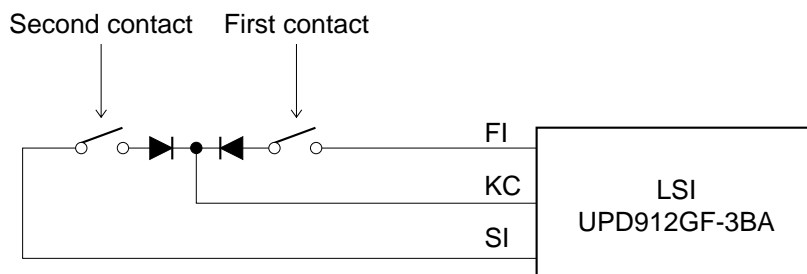 Second contact
First contact
FI
KC
SI
LSI
UPD912GF-3BA